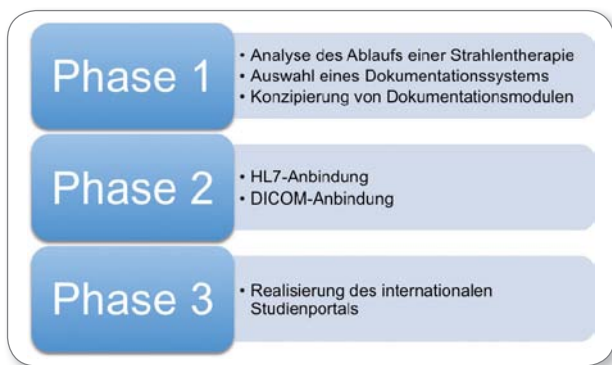 Phase 1
• Analyse des Ablaufs einer Strahlentherapie
• Auswahl eines Dokumentationssystems
• Konzipierung von Dokumentationsmodulen
Phase 2
• HL7-Anbindung
• DICOM-Anbindung
Phase 3
• Realisierung des internationalen
Studienportals